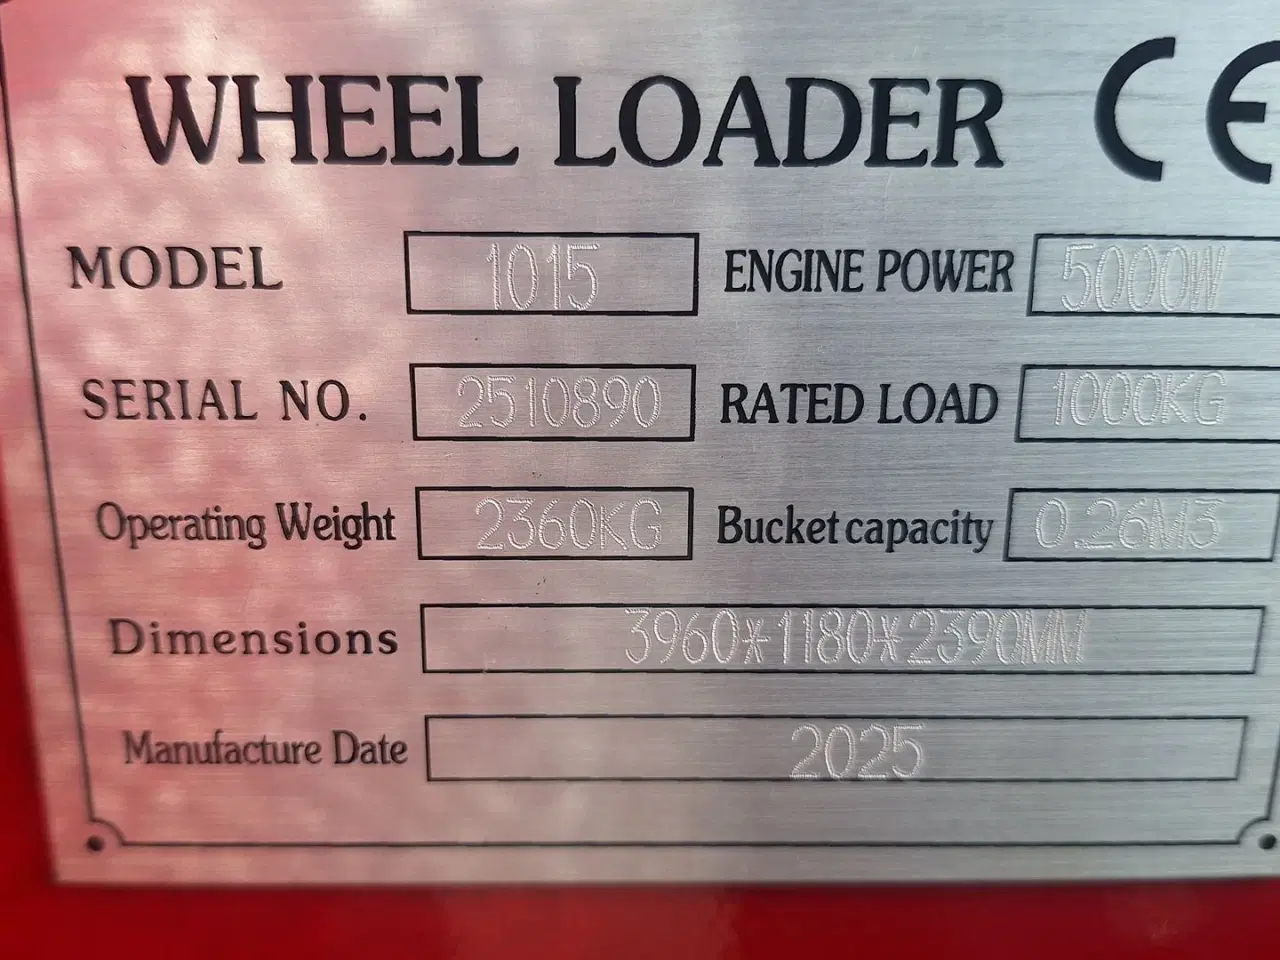 WHEEL LOADER CE
MODEL 1015 ENGINE POWER 5000W
SERIAL NO. 2510890 RATED LOAD 1000KG
Operating Weight 2360KG Bucket capacity 0.26M3
Dimensions 3960*1180*2390MM
Manufacture Date 2025